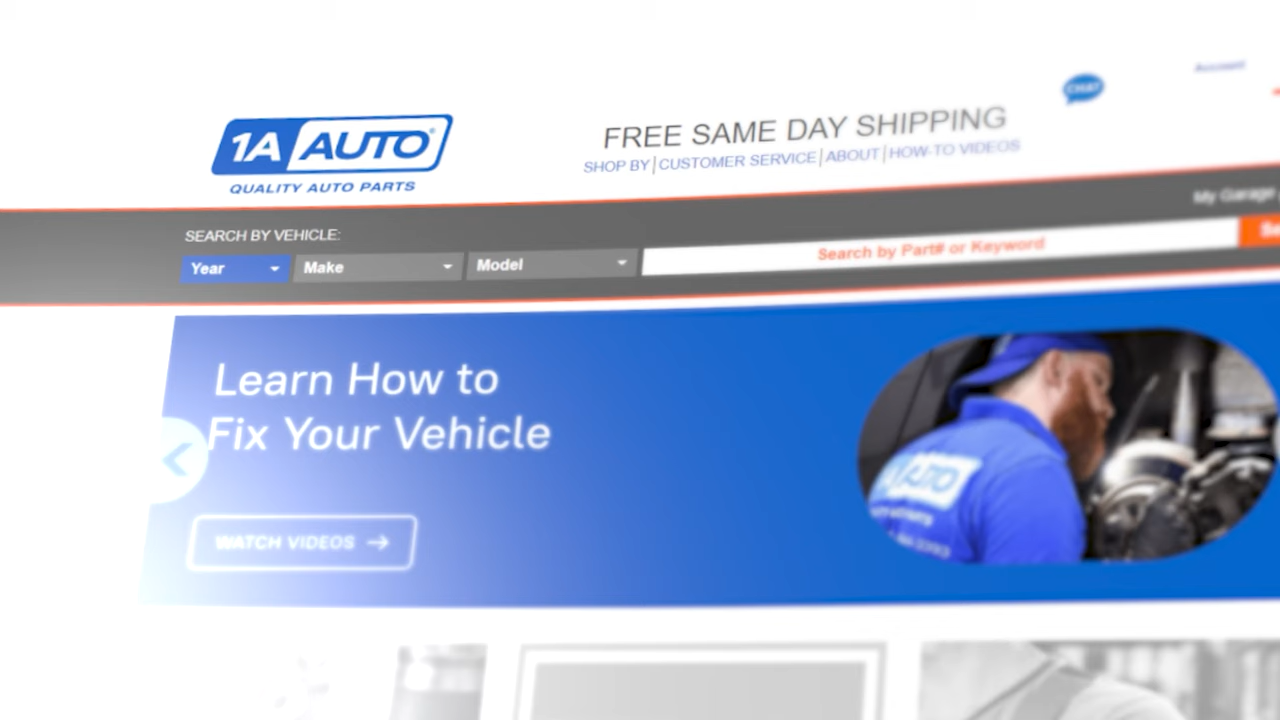 CHAT
Account
1A AUTO
QUALITY AUTO PARTS
FREE SAME DAY SHIPPING
SHOP BY | CUSTOMER SERVICE | ABOUT | HOW-TO VIDEOS
My Garage
SEARCH BY VEHICLE:
Year Make Model Search by Part# or Keyword
Learn How to
Fix Your Vehicle
WATCH VIDEOS →
1A AUTO